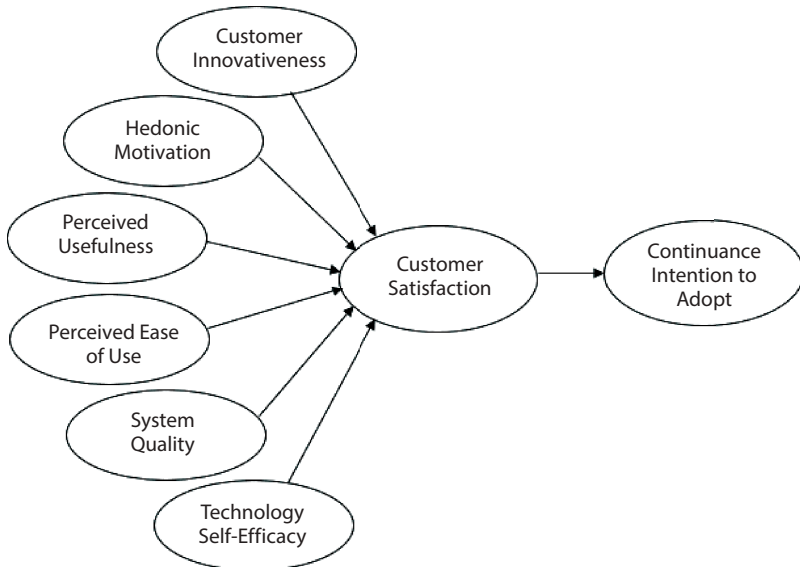 Customer
Innovativeness
Hedonic
Motivation
Perceived
Usefulness
Perceived Ease
of Use
System
Quality
Technology
Self-Efficacy
Customer
Satisfaction
Continuance
Intention to
Adopt